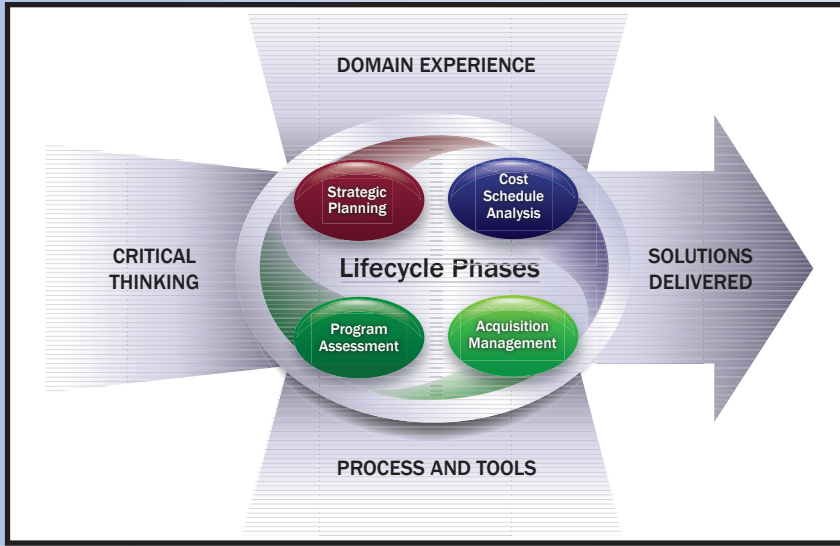 DOMAIN EXPERIENCE
Strategic
Planning
Cost
Schedule
Analysis
CRITICAL
THINKING
Lifecycle Phases
SOLUTIONS
DELIVERED
Program
Assessment
Acquisition
Management
PROCESS AND TOOLS